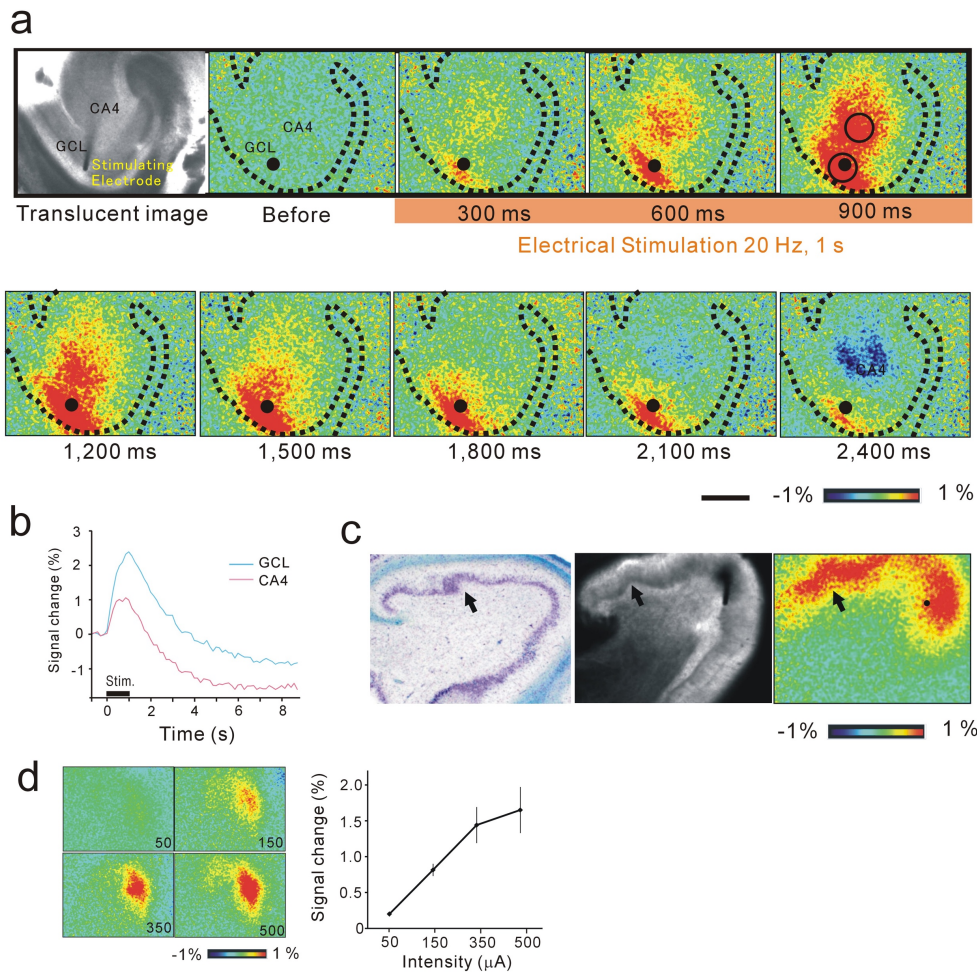 a
CA4
GCL
Stimulating
Electrode
CA4
GCL
Translucent image
Before
300 ms
600 ms
900 ms
Electrical Stimulation 20 Hz, 1 s
CA4
1,200 ms
1,500 ms
1,800 ms
2,100 ms
2,400 ms
-1%
1 %
b
3
2
1
0
-1
Signal change (%)
GCL
CA4
Stim.
0
2
4
6
8
Time (s)
c
-1%
1 %
d
50
150
350
500
-1%
1 %
2.0
1.5
1.0
0.5
0
Signal change (%)
50
150
350
500
Intensity (μA)